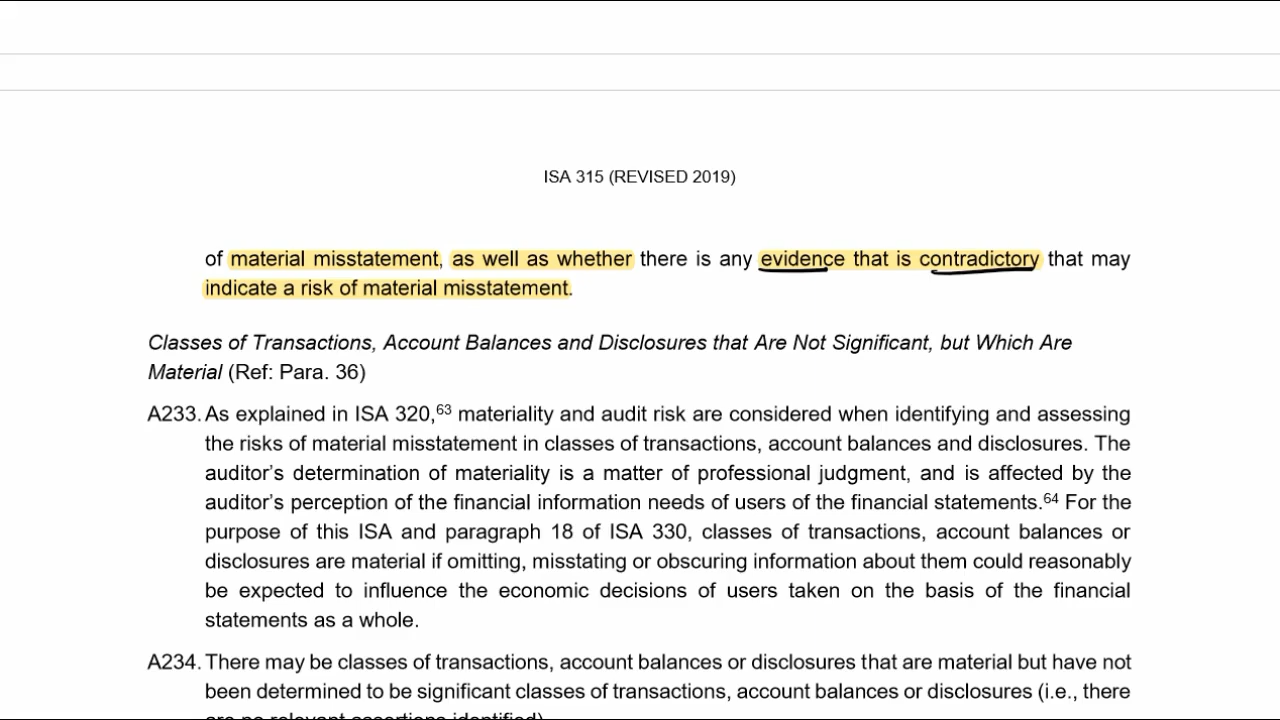 ISA 315 (REVISED 2019)
of material misstatement, as well as whether there is any evidence that is contradictory that may
indicate a risk of material misstatement.
Classes of Transactions, Account Balances and Disclosures that Are Not Significant, but Which Are
Material (Ref: Para. 36)
A233. As explained in ISA 320,63 materiality and audit risk are considered when identifying and assessing
the risks of material misstatement in classes of transactions, account balances and disclosures. The
auditor’s determination of materiality is a matter of professional judgment, and is affected by the
auditor’s perception of the financial information needs of users of the financial statements.64 For the
purpose of this ISA and paragraph 18 of ISA 330, classes of transactions, account balances or
disclosures are material if omitting, misstating or obscuring information about them could reasonably
be expected to influence the economic decisions of users taken on the basis of the financial
statements as a whole.
A234. There may be classes of transactions, account balances or disclosures that are material but have not
been determined to be significant classes of transactions, account balances or disclosures (i.e., there
are no relevant assertions identified)